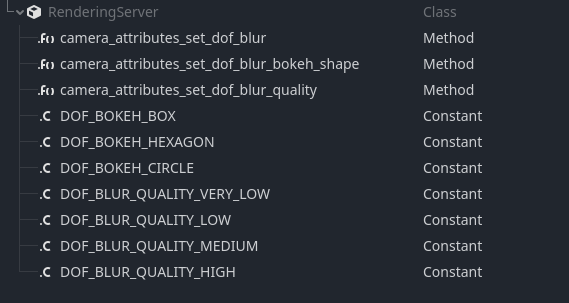 RenderingServer Class
camera_attributes_set_dof_blur Method
camera_attributes_set_dof_blur_bokeh_shape Method
camera_attributes_set_dof_blur_quality Method
DOF_BOKEH_BOX Constant
DOF_BOKEH_HEXAGON Constant
DOF_BOKEH_CIRCLE Constant
DOF_BLUR_QUALITY_VERY_LOW Constant
DOF_BLUR_QUALITY_LOW Constant
DOF_BLUR_QUALITY_MEDIUM Constant
DOF_BLUR_QUALITY_HIGH Constant